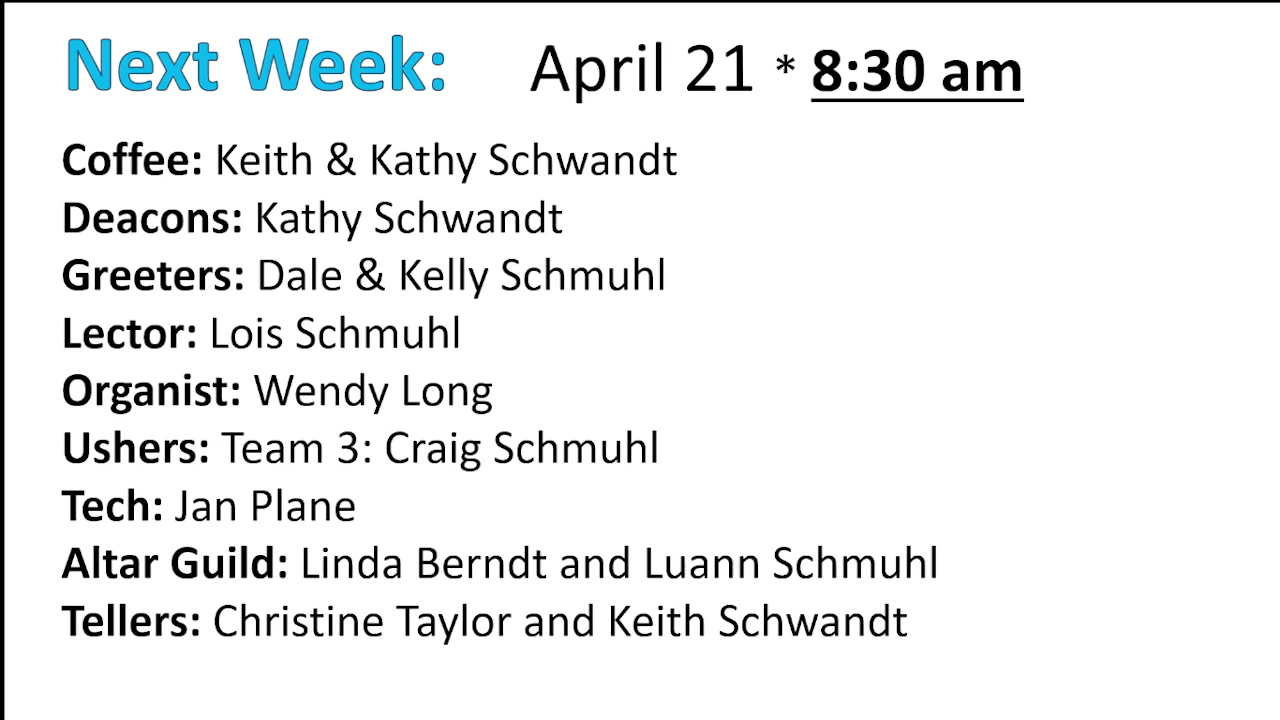 Next Week: April 21 * 8:30 am
Coffee: Keith & Kathy Schwandt
Deacons: Kathy Schwandt
Greeters: Dale & Kelly Schmuhl
Lector: Lois Schmuhl
Organist: Wendy Long
Ushers: Team 3: Craig Schmuhl
Tech: Jan Plane
Altar Guild: Linda Berndt and Luann Schmuhl
Tellers: Christine Taylor and Keith Schwandt